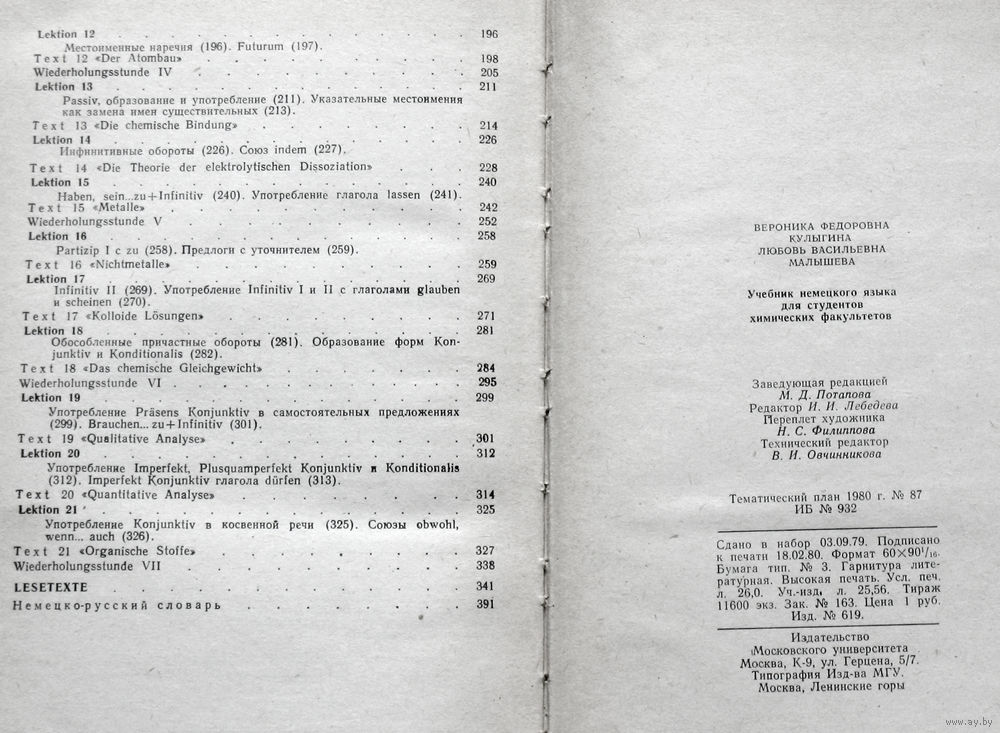 Lektion 12 . . . . . . . . . . . . 196
Местоименные наречия (196). Futurum (197).
Text 12 «Der Atombau» . . . . . . . . . . 198
Wiederholungsstunde IV . . . . . . . . . . 205
Lektion 13 . . . . . . . . . . . . 211
Passiv, образование и употребление (211). Указательные местоимения
как замена имен существительных (213).
Text 13 «Die chemische Bindung» . . . . . . . . 214
Lektion 14 . . . . . . . . . . . . 226
Инфинитивные обороты (226). Союз indem (227).
Text 14 «Die Theorie der elektrolytischen Dissoziation» . . . 228
Lektion 15 . . . . . . . . . . . . 240
Haben, sein...zu+Infinitiv (240). Употребление глагола lassen (241).
Text 15 «Metalle» . . . . . . . . . . . 242
Wiederholungsstunde V . . . . . . . . . . 252
Lektion 16 . . . . . . . . . . . . 258
Partizip I с zu (258). Предлоги с уточнителем (259).
Text 16 «Nichtmetalle» . . . . . . . . . . 259
Lektion 17 . . . . . . . . . . . . 269
Infinitiv II (269). Употребление Infinitiv I и II с глаголами glauben
и scheinen (270).
Text 17 «Kolloide Lösungen» . . . . . . . . . 271
Lektion 18 . . . . . . . . . . . . 281
Обособленные причастные обороты (281). Образование форм Kon-
junktiv и Konditionalis (282).
Text 18 «Das chemische Gleichgewicht» . . . . . . . 284
Wiederholungsstunde VI . . . . . . . . . . 295
Lektion 19 . . . . . . . . . . . . 299
Употребление Präsens Konjunktiv в самостоятельных предложениях
(299). Brauchen... zu+Infinitiv (301).
Text 19 «Qualitative Analyse» . . . . . . . . . 301
Lektion 20 . . . . . . . . . . . . 312
Употребление Imperfekt, Plusquamperfekt Konjunktiv и Konditionalis
(312). Imperfekt Konjunktiv глагола dürfen (313).
Text 20 «Quantitative Analyse» . . . . . . . . 314
Lektion 21 . . . . . . . . . . . . 325
Употребление Konjunktiv в косвенной речи (325). Союзы obwohl,
wenn... auch (326).
Text 21 «Organische Stoffe» . . . . . . . . . 327
Wiederholungsstunde VII . . . . . . . . . . 338
LESETEXTE . . . . . . . . . . . . 341
Немецко-русский словарь . . . . . . . . . 391
ВЕРОНИКА ФЕДОРОВНА
КУЛЫГИНА
ЛЮБОВЬ ВАСИЛЬЕВНА
МАЛЫШЕВА
Учебник немецкого языка
для студентов
химических факультетов
Заведующая редакцией
М. Д. Потапова
Редактор И. И. Лебедева
Переплет художника
Н. С. Филиппова
Технический редактор
В. И. Овчинникова
Тематический план 1980 г. № 87
ИБ № 932
Сдано в набор 03.09.79. Подписано
к печати 18.02.80. Формат 60×90¹/₁₆.
Бумага тип. № 3. Гарнитура лите-
ратурная. Высокая печать. Усл. печ.
л. 26,0. Уч.-изд. л. 25,56. Тираж
11600 экз. Зак. № 163. Цена 1 руб.
Изд. № 619.
Издательство
Московского университета
Москва, К-9, ул. Герцена, 5/7.
Типография Изд-ва МГУ.
Москва, Ленинские горы
www.ay.by